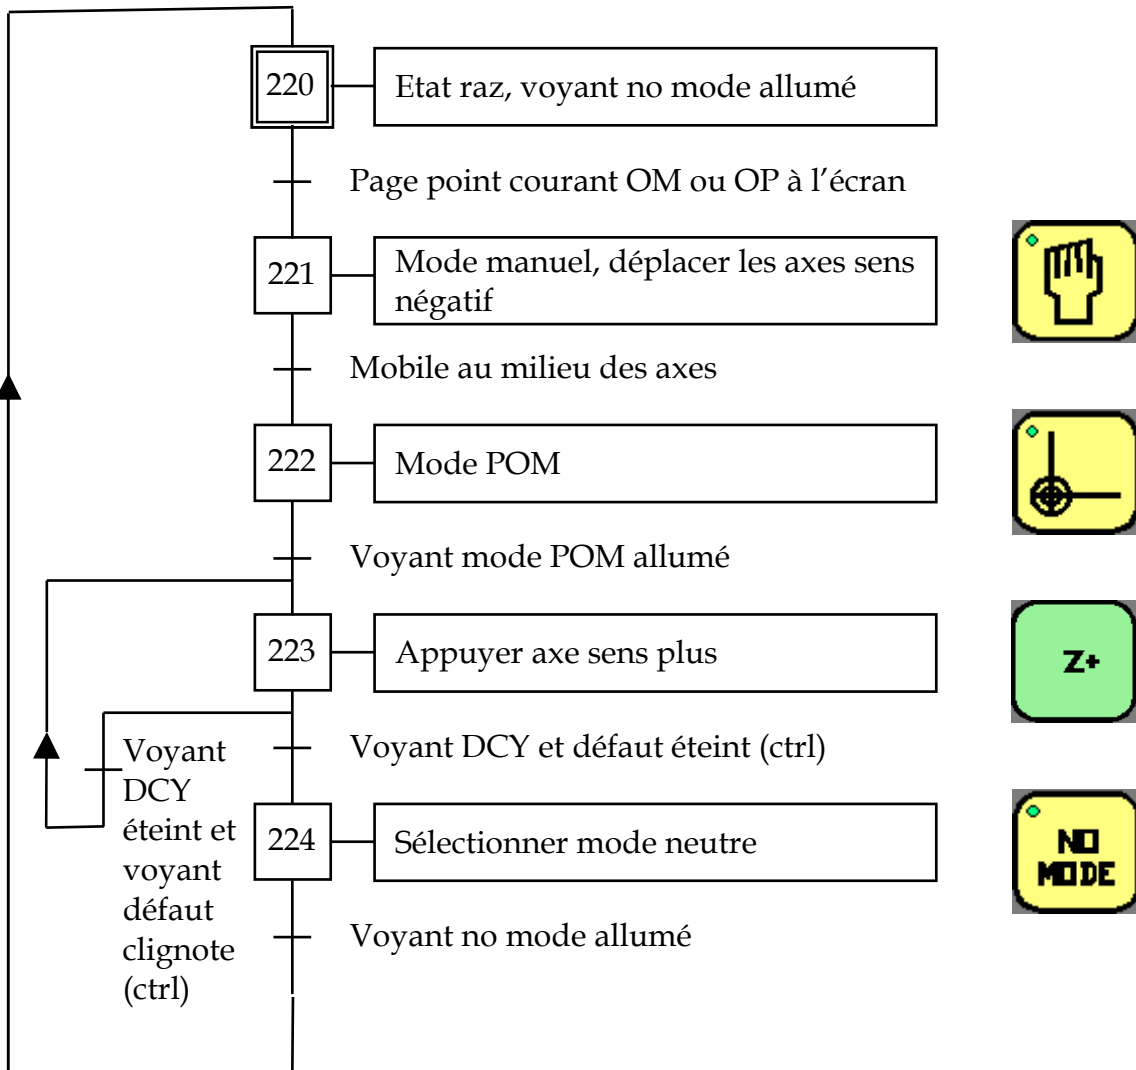 220
Etat raz, voyant no mode allumé
Page point courant OM ou OP à l'écran
221
Mode manuel, déplacer les axes sens
négatif
Mobile au milieu des axes
222
Mode POM
Voyant mode POM allumé
223
Appuyer axe sens plus
Z+
Voyant DCY et défaut éteint (ctrl)
Voyant
DCY
éteint et
voyant
défaut
clignote
(ctrl)
224
Sélectionner mode neutre
NO
MODE
Voyant no mode allumé